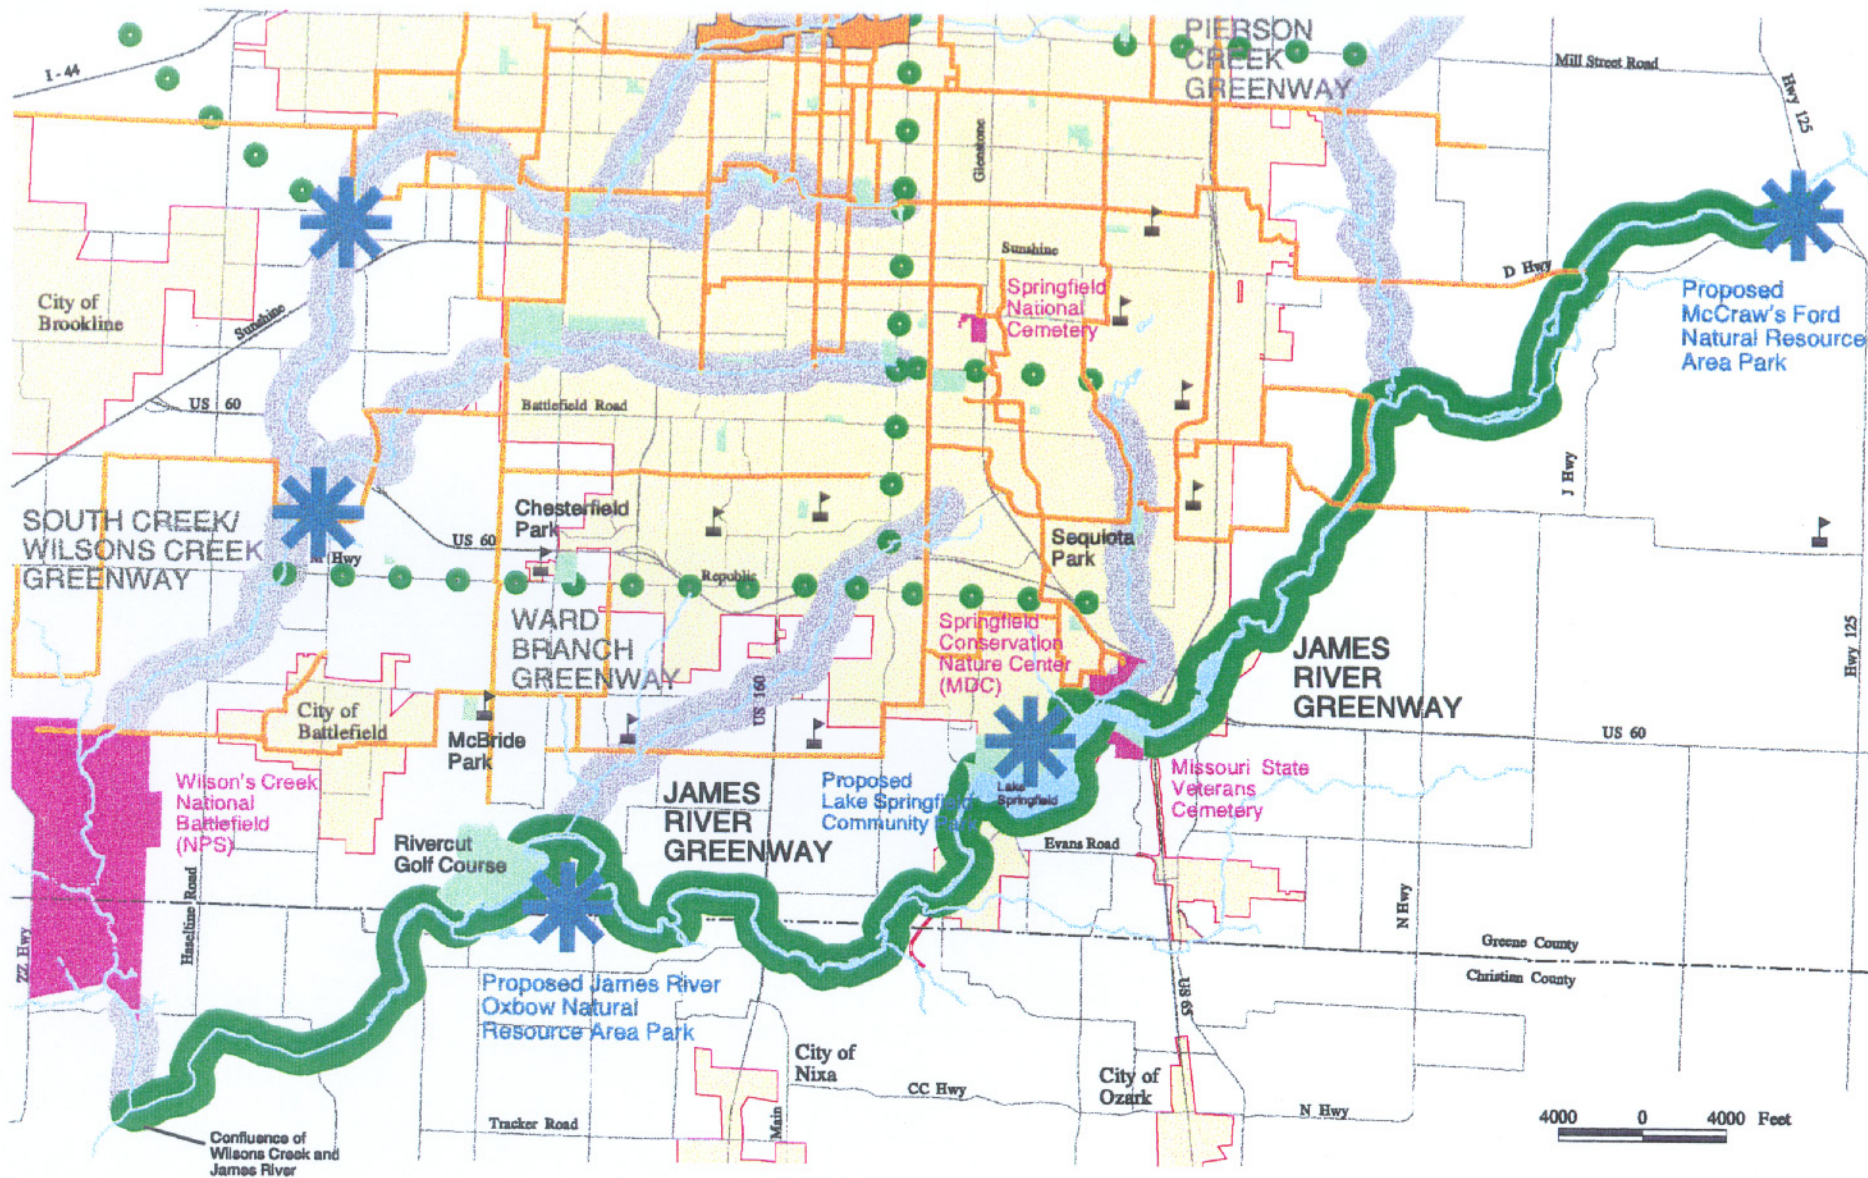 PIERSON
CREEK
GREENWAY
I - 44
Mill Street Road
Hwy 125
Glenstone
Sunshine
D Hwy
City of
Brookline
Sunshine
Springfield
National
Cemetery
Proposed
McCraw's Ford
Natural Resource
Area Park
US 60
Battlefield Road
J Hwy
SOUTH CREEK/
WILSONS CREEK
GREENWAY
M Hwy
US 60
Chesterfield
Park
Sequiota
Park
Republic
WARD
BRANCH
GREENWAY
Springfield
Conservation
Nature Center
(MDC)
JAMES
RIVER
GREENWAY
Hwy 125
US 160
City of
Battlefield
McBride
Park
US 60
Wilson's Creek
National
Battlefield
(NPS)
JAMES
RIVER
GREENWAY
Proposed
Lake Springfield
Community Park
Lake
Springfield
Missouri State
Veterans
Cemetery
Rivercut
Golf Course
Evans Road
Haseltine Road
ZZ Hwy
N Hwy
Greene County
Christian County
US 65
Proposed James River
Oxbow Natural
Resource Area Park
City of
Nixa
CC Hwy
City of
Ozark
N Hwy
Tracker Road
Main
4000 0 4000 Feet
Confluence of
Wilsons Creek and
James River